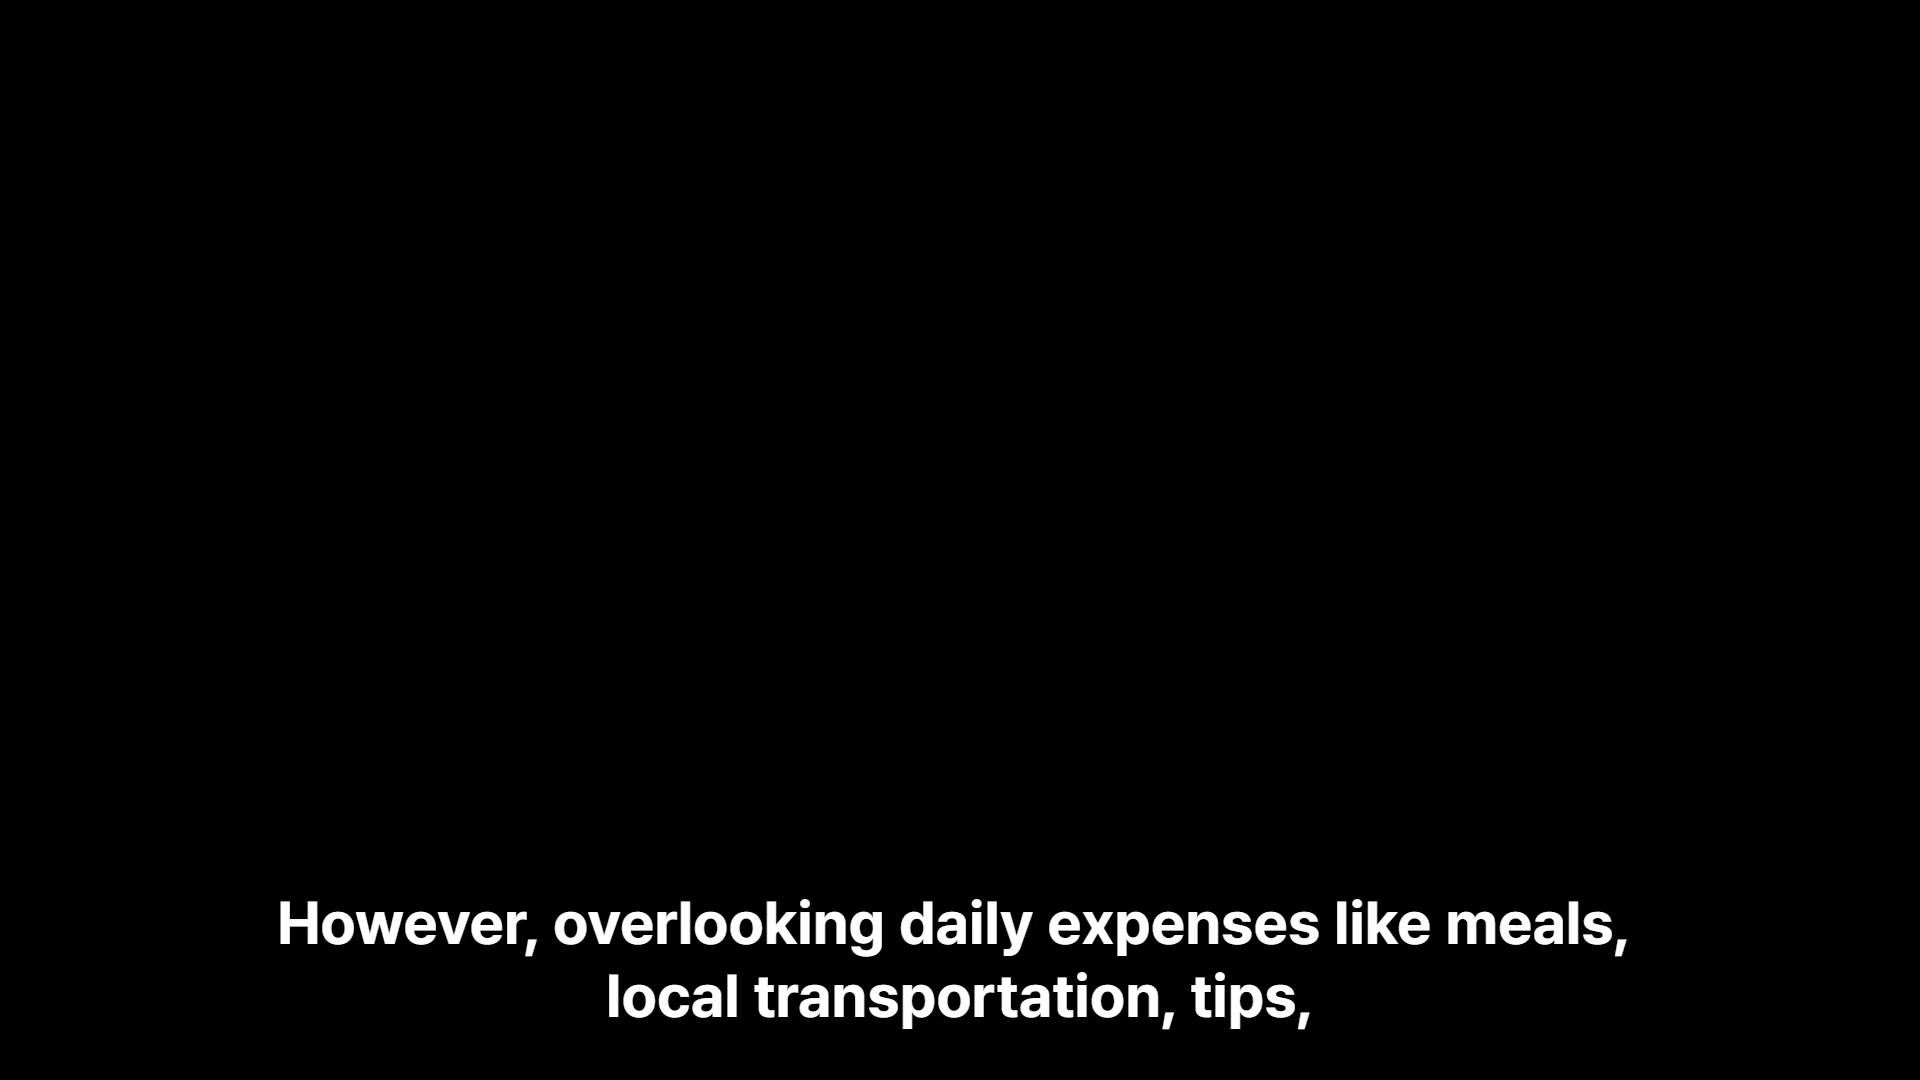 However, overlooking daily expenses like meals,
local transportation, tips,